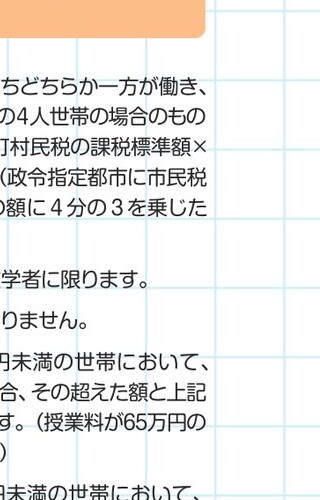 ちどちらか一方が働き、
の4人世帯の場合のもの
町村民税の課税標準額×
（政令指定都市に市民税
の額に4分の3を乗じた
学者に限ります。
りません。
円未満の世帯において、
合、その超えた額と上記
す。（授業料が65万円の
）
円未満の世帯において、